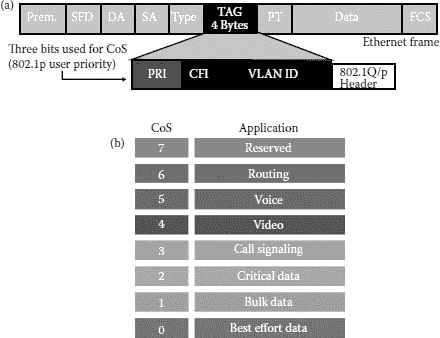 (a)
Prem. SFD DA SA Type TAG 4 Bytes PT Data FCS
Ethernet frame
Three bits used for CoS
(802.1p user priority)
PRI CFI VLAN ID 802.1Q/p Header
(b)
CoS Application
7 Reserved
6 Routing
5 Voice
4 Video
3 Call signaling
2 Critical data
1 Bulk data
0 Best effort data